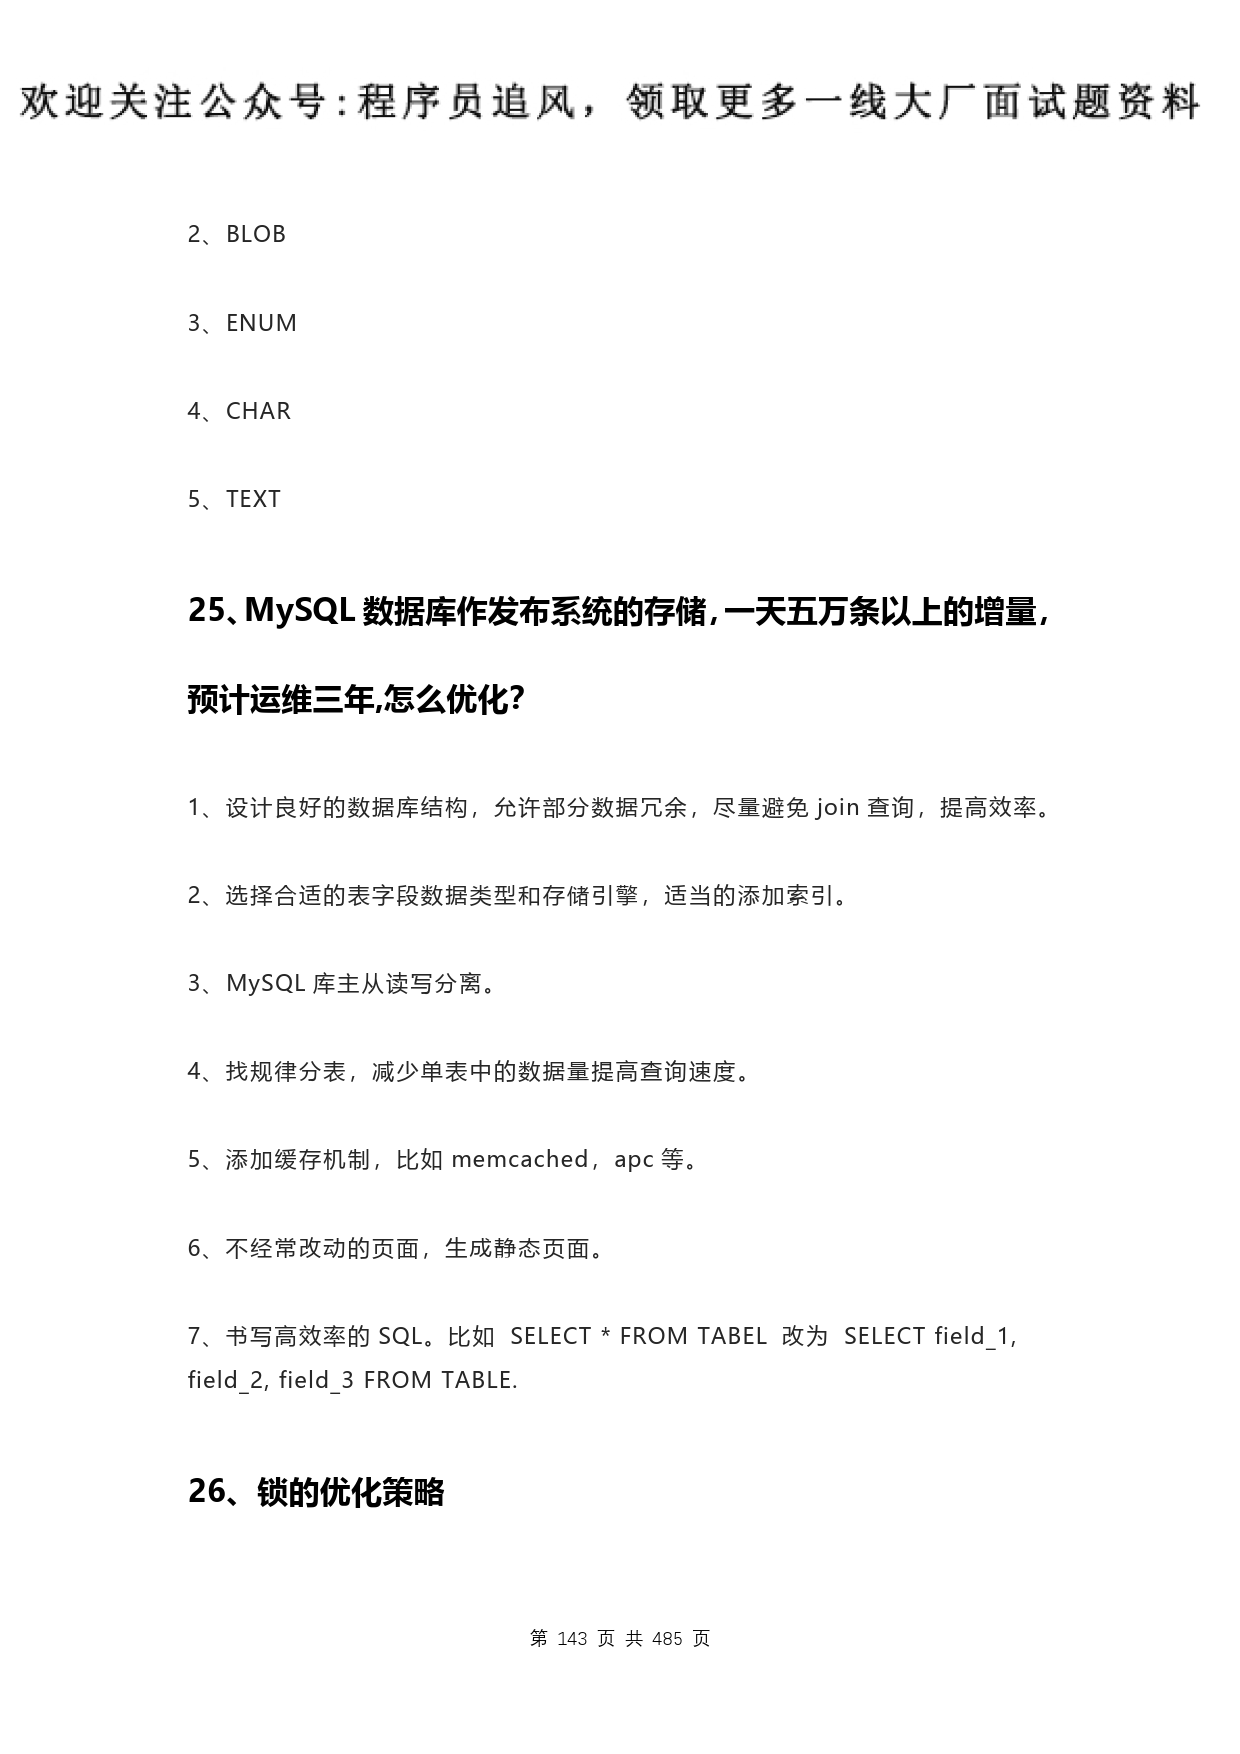 欢迎关注公众号:程序员追风，领取更多一线大厂面试题资料
2、BLOB
3、ENUM
4、CHAR
5、TEXT
25、MySQL 数据库作发布系统的存储，一天五万条以上的增量，
预计运维三年,怎么优化？
1、设计良好的数据库结构，允许部分数据冗余，尽量避免 join 查询，提高效率。
2、选择合适的表字段数据类型和存储引擎，适当的添加索引。
3、MySQL 库主从读写分离。
4、找规律分表，减少单表中的数据量提高查询速度。
5、添加缓存机制，比如 memcached，apc 等。
6、不经常改动的页面，生成静态页面。
7、书写高效率的 SQL。比如 SELECT * FROM TABEL 改为 SELECT field_1,
field_2, field_3 FROM TABLE.
26、锁的优化策略
第 143 页 共 485 页